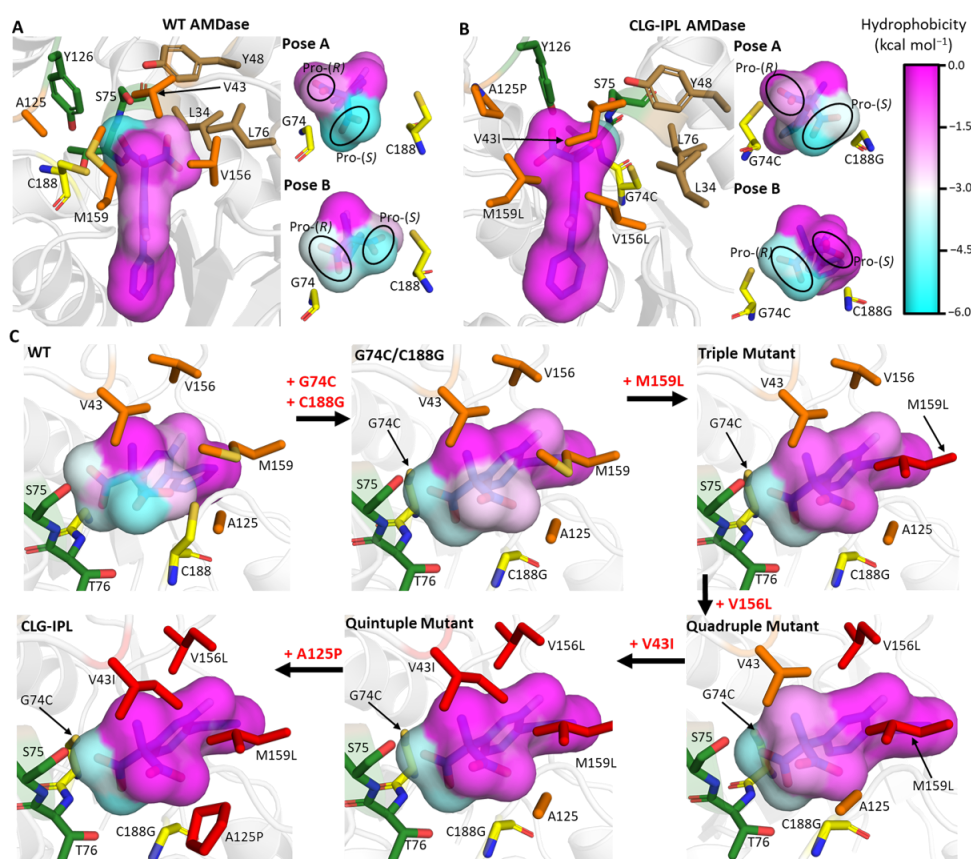 A
WT AMDase
Y126
Y48
S75
V43
A125
L34
L76
C188
V156
M159
Pose A
Pro-(R)
G74
Pro-(S)
C188
Pose B
Pro-(R)
Pro-(S)
G74
C188
B
CLG-IPL AMDase
Y126
Y48
S75
A125P
V43I
L76
L34
G74C
M159L
V156L
Pose A
Pro-(R)
Pro-(S)
G74C
C188G
Pose B
Pro-(R)
Pro-(S)
G74C
C188G
Hydrophobicity
(kcal mol⁻¹)
0.0
−1.5
−3.0
−4.5
−6.0
C
WT
V156
V43
M159
S75
A125
T76
C188
+ G74C
+ C188G
G74C/C188G
V156
V43
G74C
M159
S75
A125
T76
C188G
+ M159L
Triple Mutant
V43
V156
M159L
G74C
S75
A125
T76
C188G
+ V156L
Quadruple Mutant
V43
V156L
G74C
S75
A125
M159L
T76
C188G
+ V43I
Quintuple Mutant
V156L
V43I
G74C
S75
M159L
A125
T76
C188G
+ A125P
CLG-IPL
V156L
V43I
G74C
S75
M159L
C188G
A125P
T76